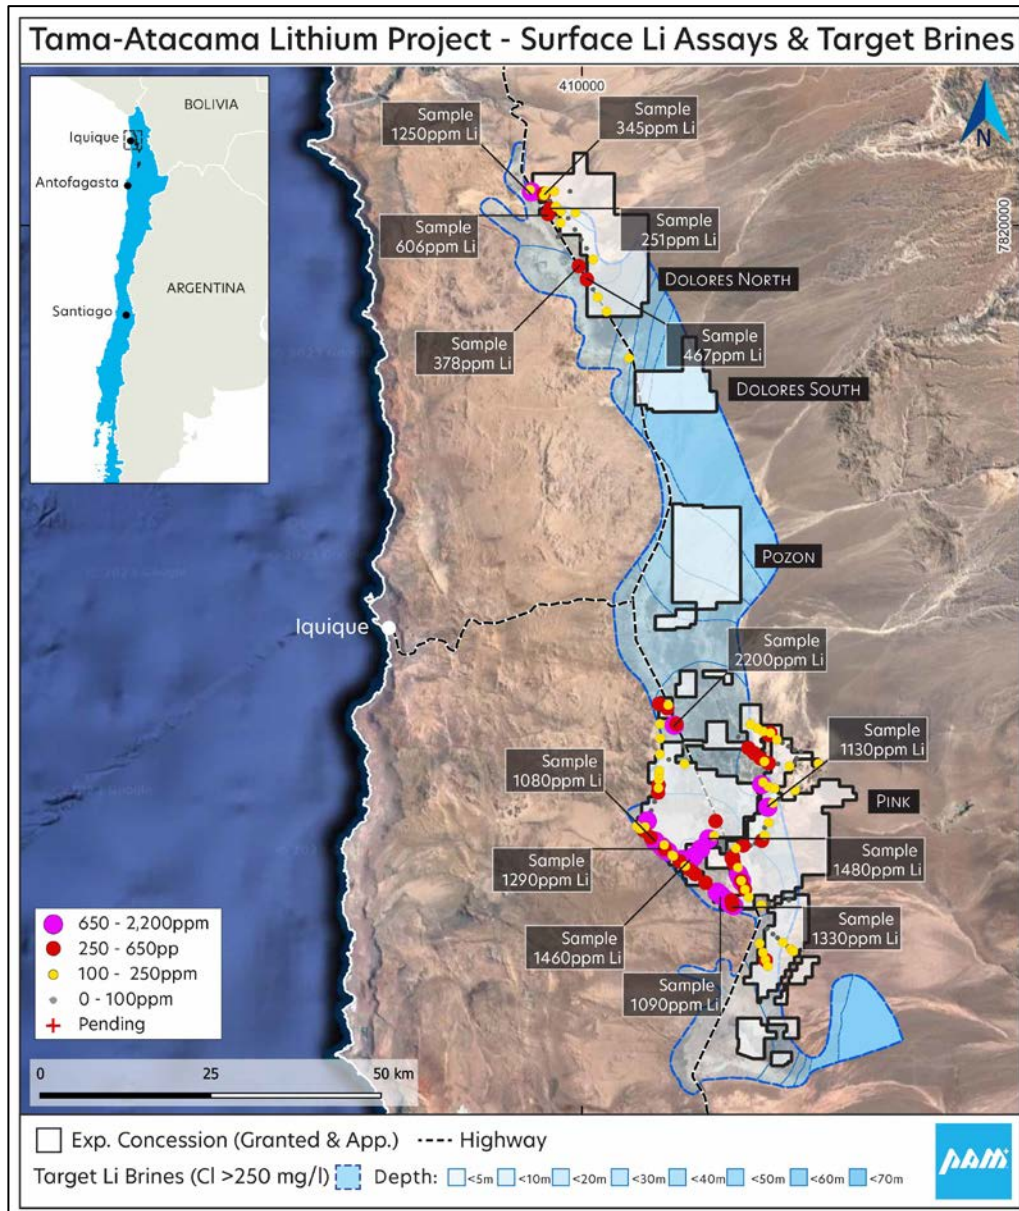 Tama-Atacama Lithium Project - Surface Li Assays & Target Brines
BOLIVIA
Iquique
Antofagasta
ARGENTINA
Santiago
410000
N
7820000
Sample
1250ppm Li
Sample
345ppm Li
Sample
606ppm Li
Sample
251ppm Li
DOLORES NORTH
Sample
378ppm Li
Sample
467ppm Li
DOLORES SOUTH
POZON
Iquique
Sample
2200ppm Li
Sample
1130ppm Li
Sample
1080ppm Li
PINK
Sample
1290ppm Li
Sample
1480ppm Li
Sample
1460ppm Li
Sample
1330ppm Li
Sample
1090ppm Li
650 - 2,200ppm
250 - 650pp
100 - 250ppm
0 - 100ppm
Pending
0 25 50 km
Exp. Concession (Granted & App.) Highway
Target Li Brines (Cl >250 mg/l) Depth: <5m <10m <20m <30m <40m <50m <60m <70m
PAM